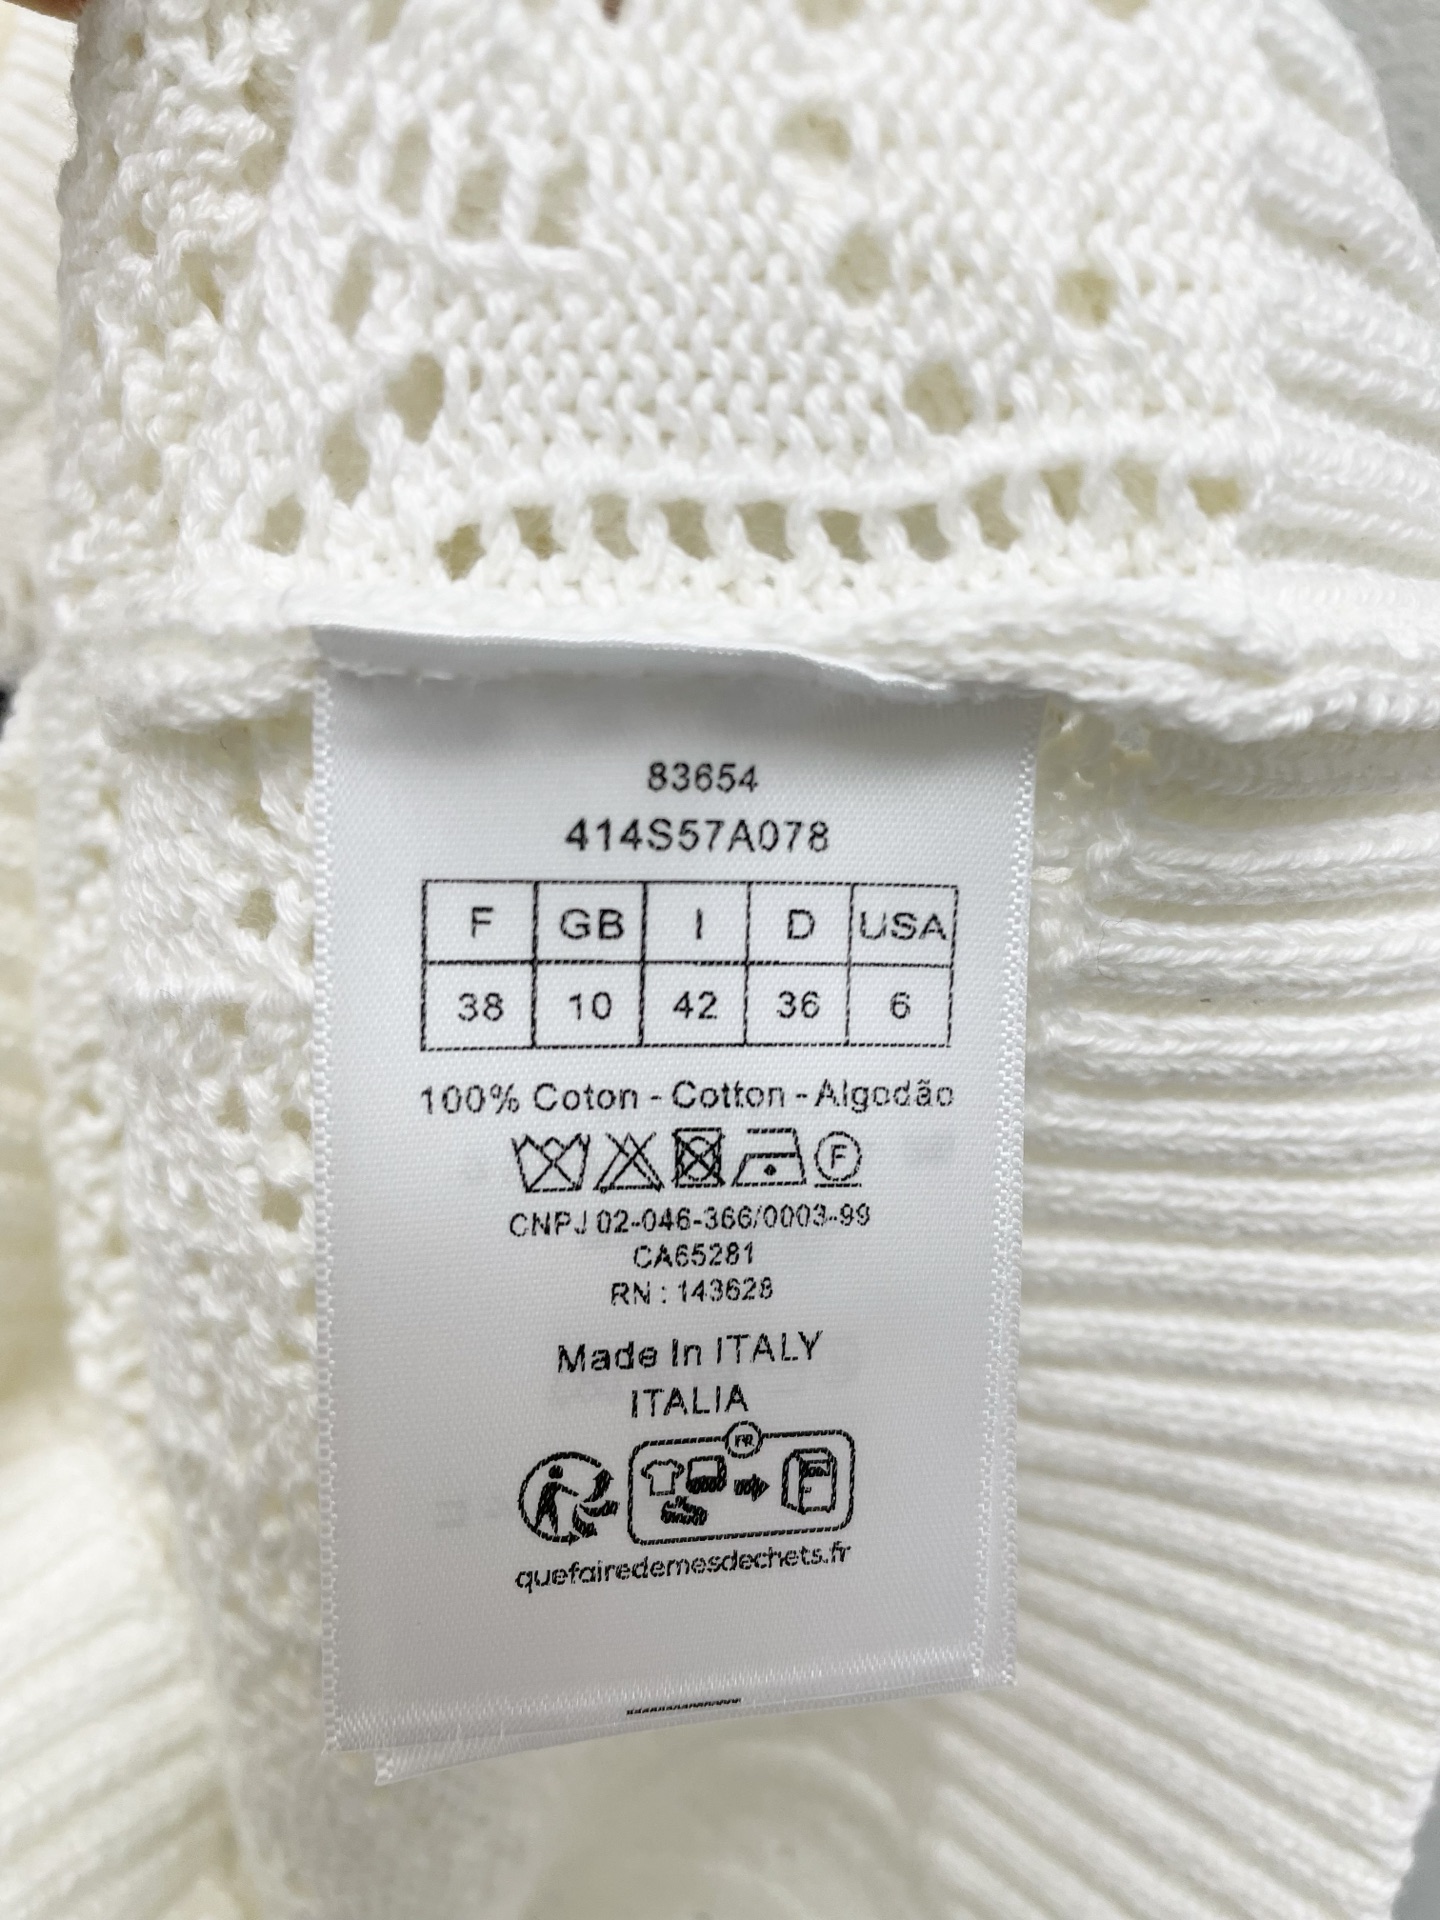 83654
414S57A078
F GB I D USA
38 10 42 36 6
100% Coton - Cotton - Algodão
F
CNPJ 02-046-366/0003-99
CA65281
RN : 143628
Made In ITALY
ITALIA
FR
quefairedemesdechets.fr